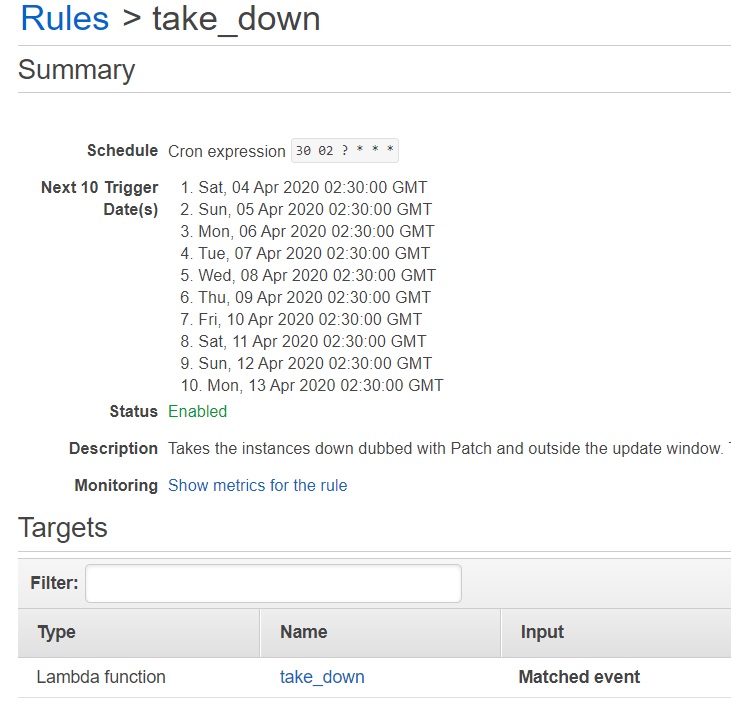 Rules > take_down
Summary
Schedule Cron expression 30 02 ? * * *
Next 10 Trigger Date(s)
1. Sat, 04 Apr 2020 02:30:00 GMT
2. Sun, 05 Apr 2020 02:30:00 GMT
3. Mon, 06 Apr 2020 02:30:00 GMT
4. Tue, 07 Apr 2020 02:30:00 GMT
5. Wed, 08 Apr 2020 02:30:00 GMT
6. Thu, 09 Apr 2020 02:30:00 GMT
7. Fri, 10 Apr 2020 02:30:00 GMT
8. Sat, 11 Apr 2020 02:30:00 GMT
9. Sun, 12 Apr 2020 02:30:00 GMT
10. Mon, 13 Apr 2020 02:30:00 GMT
Status Enabled
Description Takes the instances down dubbed with Patch and outside the update window.
Monitoring Show metrics for the rule
Targets
Filter:
Type Name Input
Lambda function take_down Matched event